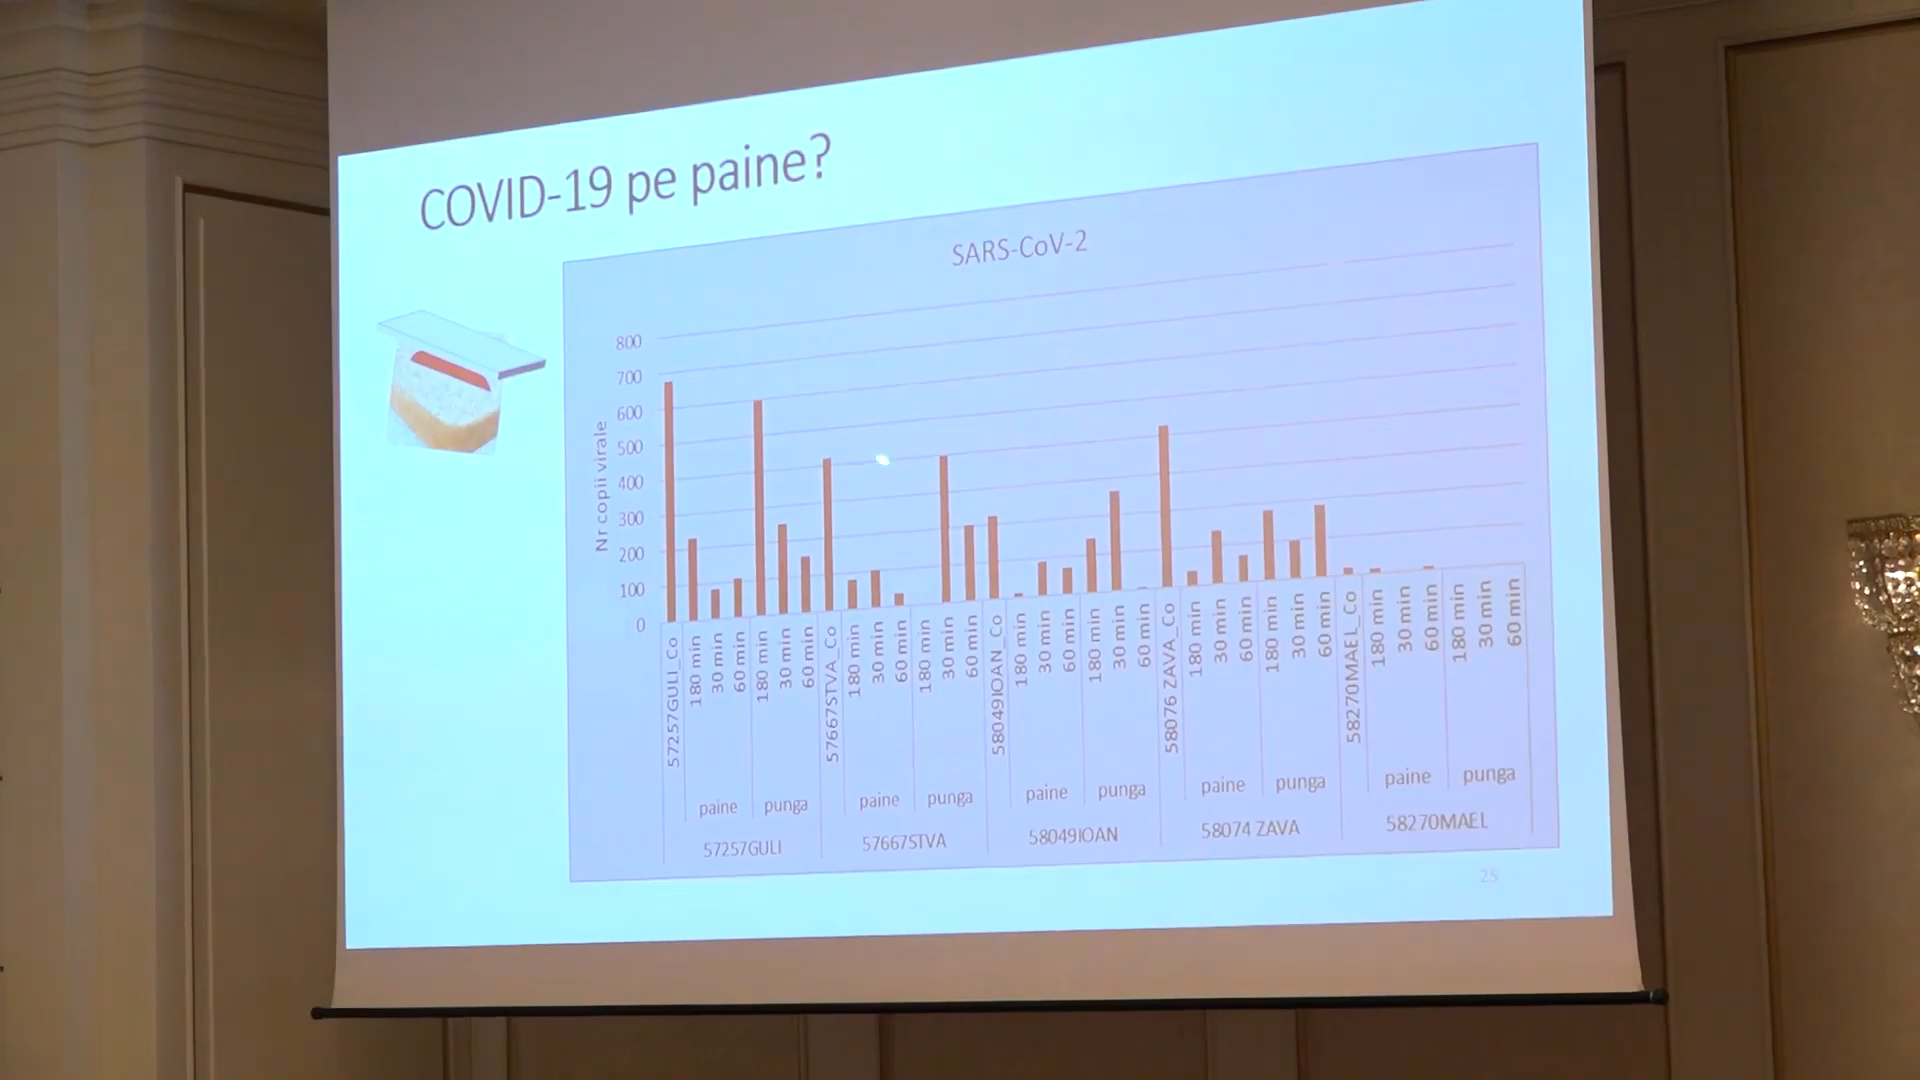 COVID-19 pe paine?
SARS-CoV-2
Nr copii virale
800
700
600
500
400
300
200
100
0
57257GULI_Co
180 min
30 min
60 min
180 min
30 min
60 min
57667STVA_Co
180 min
30 min
60 min
180 min
30 min
60 min
58049IOAN_Co
180 min
30 min
60 min
180 min
30 min
60 min
58076 ZAVA_Co
180 min
30 min
60 min
180 min
30 min
60 min
58270MAEL_Co
180 min
30 min
60 min
180 min
30 min
60 min
paine punga paine punga paine punga paine punga paine punga
57257GULI 57667STVA 58049IOAN 58074 ZAVA 58270MAEL
25